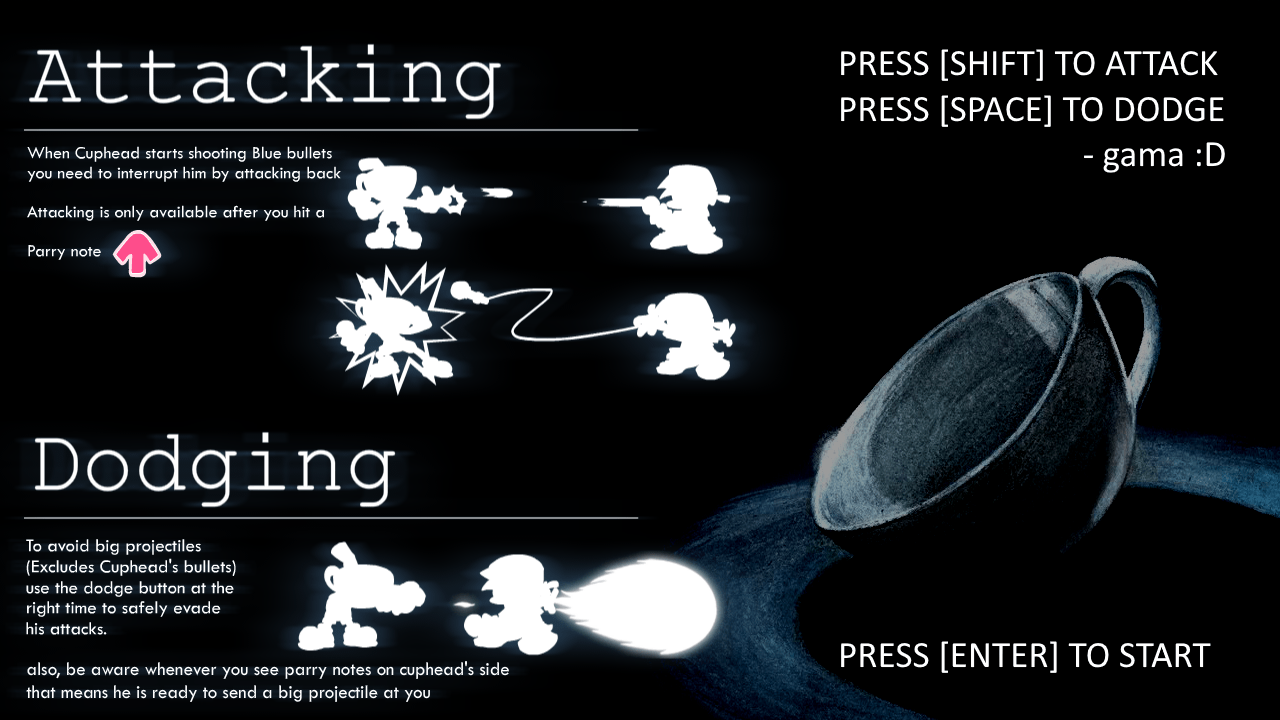 Attacking
When Cuphead starts shooting Blue bullets
you need to interrupt him by attacking back
Attacking is only available after you hit a
Parry note
Dodging
To avoid big projectiles
(Excludes Cuphead's bullets)
use the dodge button at the
right time to safely evade
his attacks.
also, be aware whenever you see parry notes on cuphead's side
that means he is ready to send a big projectile at you
PRESS [SHIFT] TO ATTACK
PRESS [SPACE] TO DODGE
- gama :D
PRESS [ENTER] TO START